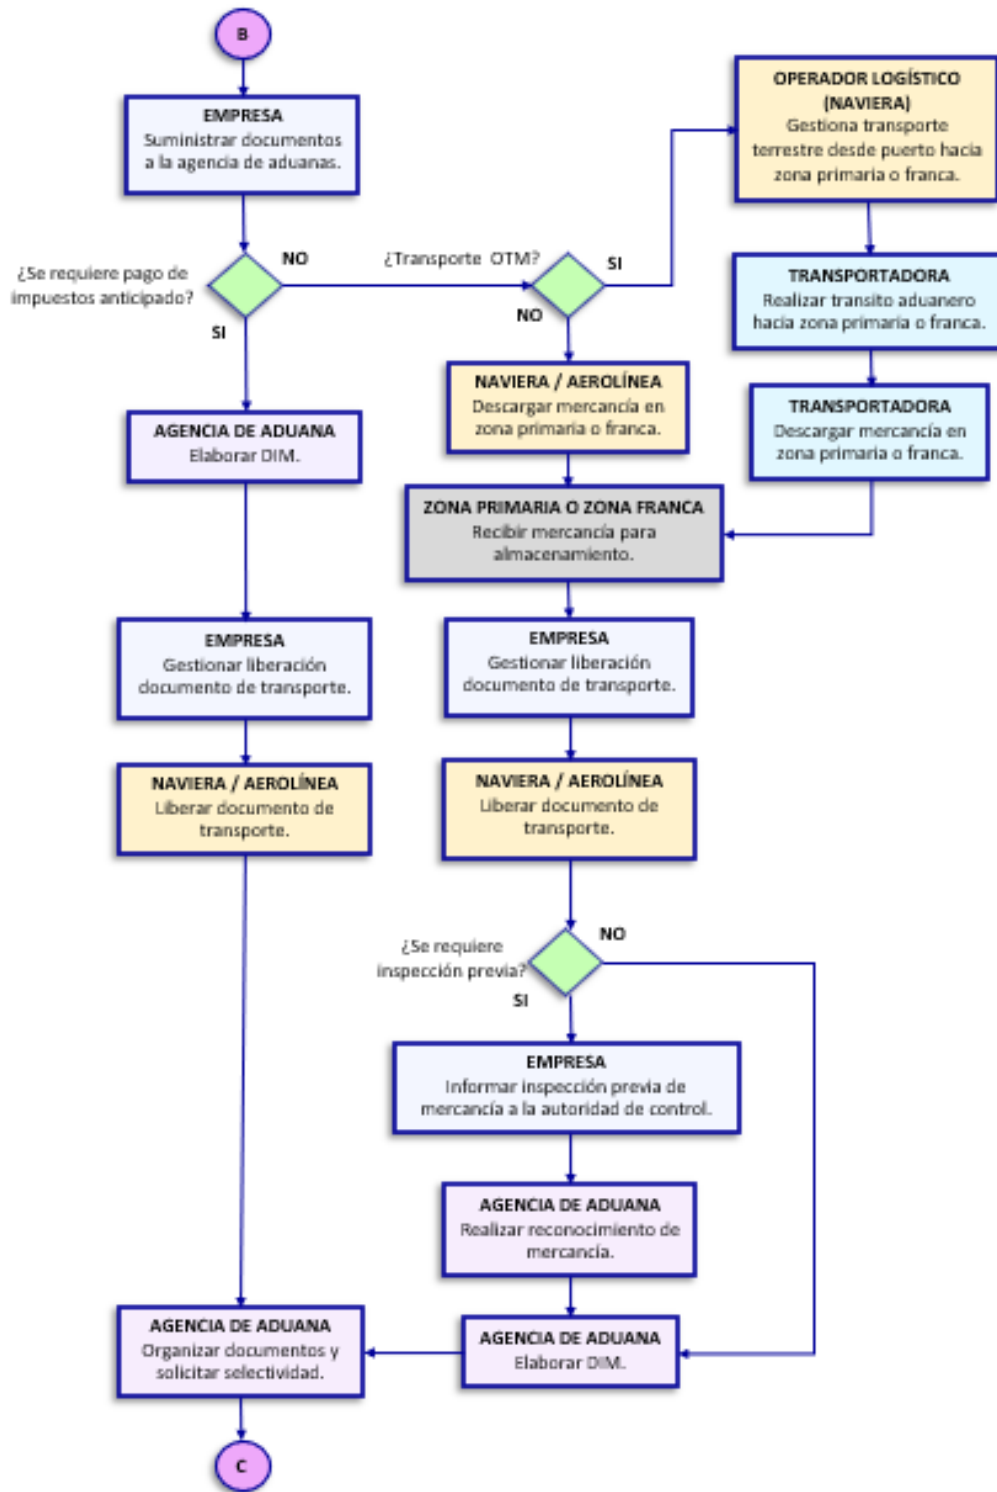 B
EMPRESA
Suministrar documentos
a la agencia de aduanas.
¿Se requiere pago de
impuestos anticipado?
NO
SI
¿Transporte OTM?
SI
NO
OPERADOR LOGÍSTICO
(NAVIERA)
Gestiona transporte
terrestre desde puerto hacia
zona primaria o franca.
TRANSPORTADORA
Realizar transito aduanero
hacia zona primaria o franca.
TRANSPORTADORA
Descargar mercancía en
zona primaria o franca.
NAVIERA / AEROLÍNEA
Descargar mercancía en
zona primaria o franca.
AGENCIA DE ADUANA
Elaborar DIM.
ZONA PRIMARIA O ZONA FRANCA
Recibir mercancía para
almacenamiento.
EMPRESA
Gestionar liberación
documento de transporte.
EMPRESA
Gestionar liberación
documento de transporte.
NAVIERA / AEROLÍNEA
Liberar documento de
transporte.
NAVIERA / AEROLÍNEA
Liberar documento de
transporte.
¿Se requiere
inspección previa?
NO
SI
EMPRESA
Informar inspección previa de
mercancía a la autoridad de control.
AGENCIA DE ADUANA
Realizar reconocimiento de
mercancía.
AGENCIA DE ADUANA
Elaborar DIM.
AGENCIA DE ADUANA
Organizar documentos y
solicitar selectividad.
C